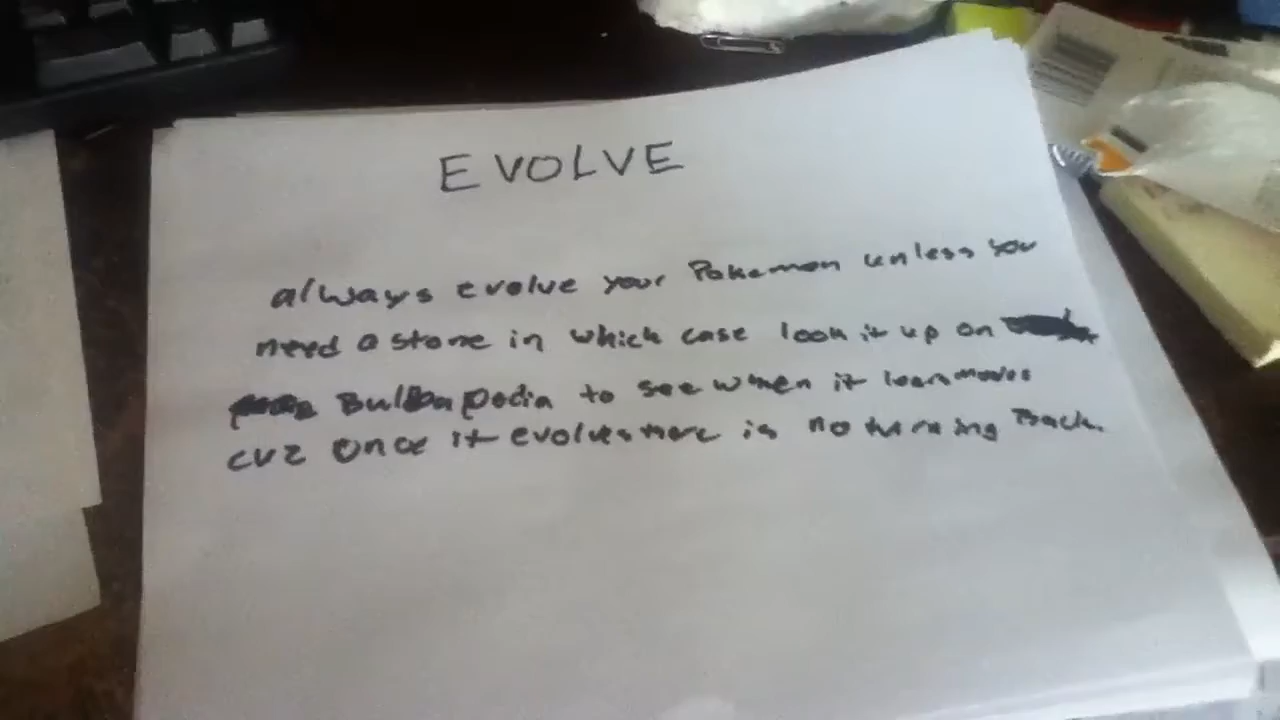 EVOLVE
always evolve your Pokemon unless you
need a stone in which case look it up on
Bulbapedia to see when it learn moves
cuz once it evolves there is no turning back.